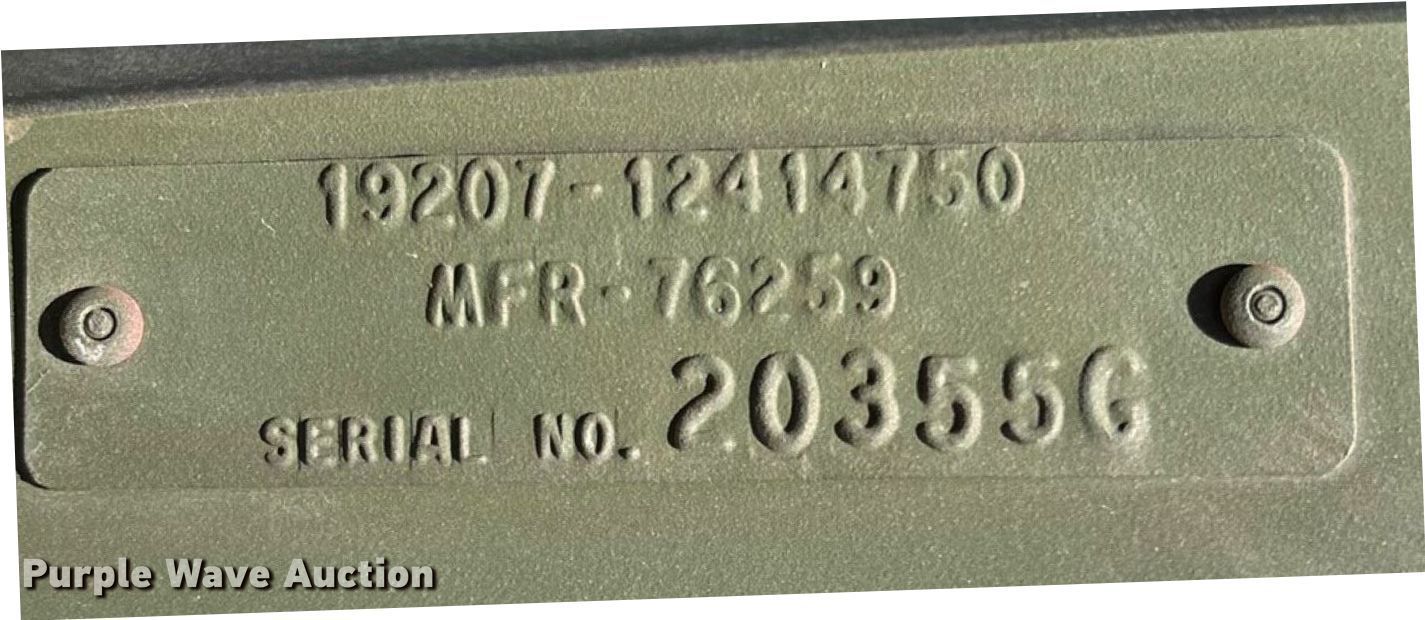 19207-12414750
MFR-76259
SERIAL NO. 20355G
Purple Wave Auction